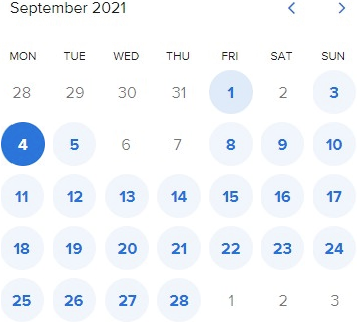 September 2021
MON TUE WED THU FRI SAT SUN
28 29 30 31 1 2 3
4 5 6 7 8 9 10
11 12 13 14 15 16 17
18 19 20 21 22 23 24
25 26 27 28 1 2 3